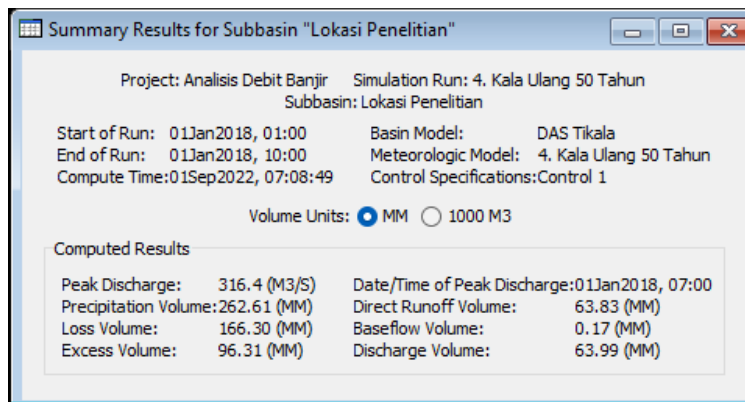 Summary Results for Subbasin "Lokasi Penelitian"
Project: Analisis Debit Banjir Simulation Run: 4. Kala Ulang 50 Tahun
Subbasin: Lokasi Penelitian
Start of Run: 01Jan2018, 01:00 Basin Model: DAS Tikala
End of Run: 01Jan2018, 10:00 Meteorologic Model: 4. Kala Ulang 50 Tahun
Compute Time:01Sep2022, 07:08:49 Control Specifications:Control 1
Volume Units: MM 1000 M3
Computed Results
Peak Discharge: 316.4 (M3/S) Date/Time of Peak Discharge:01Jan2018, 07:00
Precipitation Volume:262.61 (MM) Direct Runoff Volume: 63.83 (MM)
Loss Volume: 166.30 (MM) Baseflow Volume: 0.17 (MM)
Excess Volume: 96.31 (MM) Discharge Volume: 63.99 (MM)